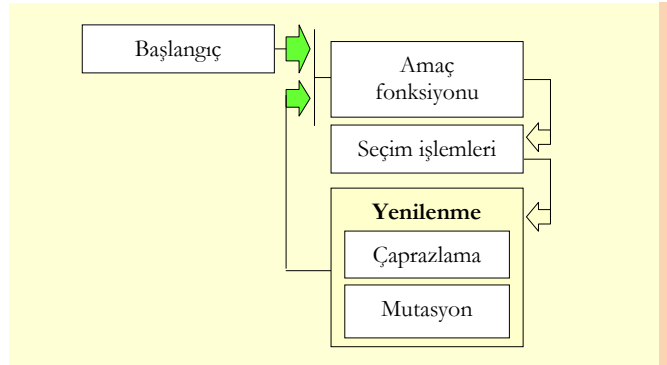 Başlangıç
Amaç
fonksiyonu
Seçim işlemleri
Yenilenme
Çaprazlama
Mutasyon